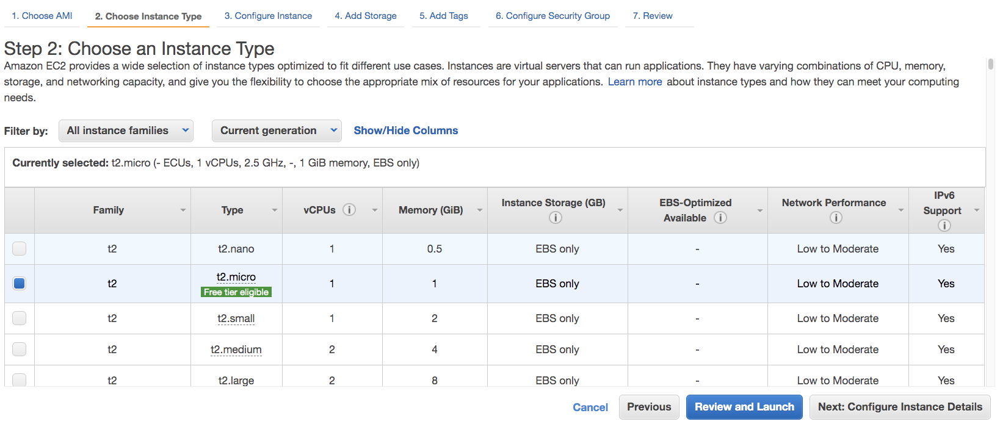 1. Choose AMI 2. Choose Instance Type 3. Configure Instance 4. Add Storage 5. Add Tags 6. Configure Security Group 7. Review
Step 2: Choose an Instance Type
Amazon EC2 provides a wide selection of instance types optimized to fit different use cases. Instances are virtual servers that can run applications. They have varying combinations of CPU, memory,
storage, and networking capacity, and give you the flexibility to choose the appropriate mix of resources for your applications. Learn more about instance types and how they can meet your computing
needs.
Filter by: All instance families Current generation Show/Hide Columns
Currently selected: t2.micro (- ECUs, 1 vCPUs, 2.5 GHz, -, 1 GiB memory, EBS only)
Family Type vCPUs i Memory (GiB) Instance Storage (GB) i EBS-Optimized Available i Network Performance i IPv6 Support i
t2 t2.nano 1 0.5 EBS only - Low to Moderate Yes
t2 t2.micro Free tier eligible 1 1 EBS only - Low to Moderate Yes
t2 t2.small 1 2 EBS only - Low to Moderate Yes
t2 t2.medium 2 4 EBS only - Low to Moderate Yes
t2 t2.large 2 8 EBS only - Low to Moderate Yes
Cancel Previous Review and Launch Next: Configure Instance Details